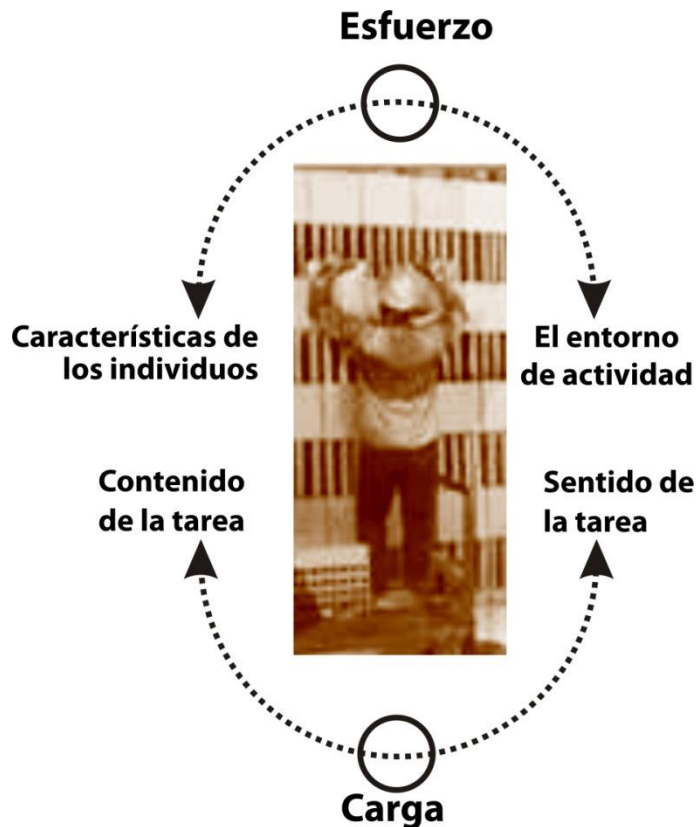 Esfuerzo
Características de
los individuos
El entorno
de actividad
Contenido
de la tarea
Sentido de
la tarea
Carga